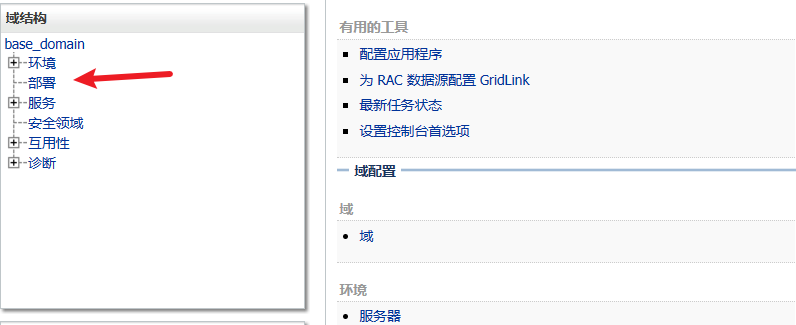 域结构
base_domain
环境
部署
服务
安全领域
互用性
诊断
有用的工具
配置应用程序
为 RAC 数据源配置 GridLink
最新任务状态
设置控制台首选项
域配置
域
域
环境
服务器